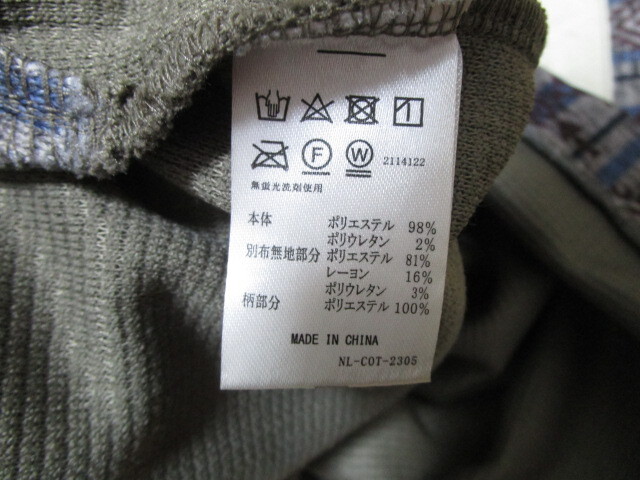 F W 2114122
無蛍光洗剤使用
本体 ポリエステル 98%
ポリウレタン 2%
別布無地部分 ポリエステル 81%
レーヨン 16%
ポリウレタン 3%
柄部分 ポリエステル 100%
MADE IN CHINA
NL-COT-2305